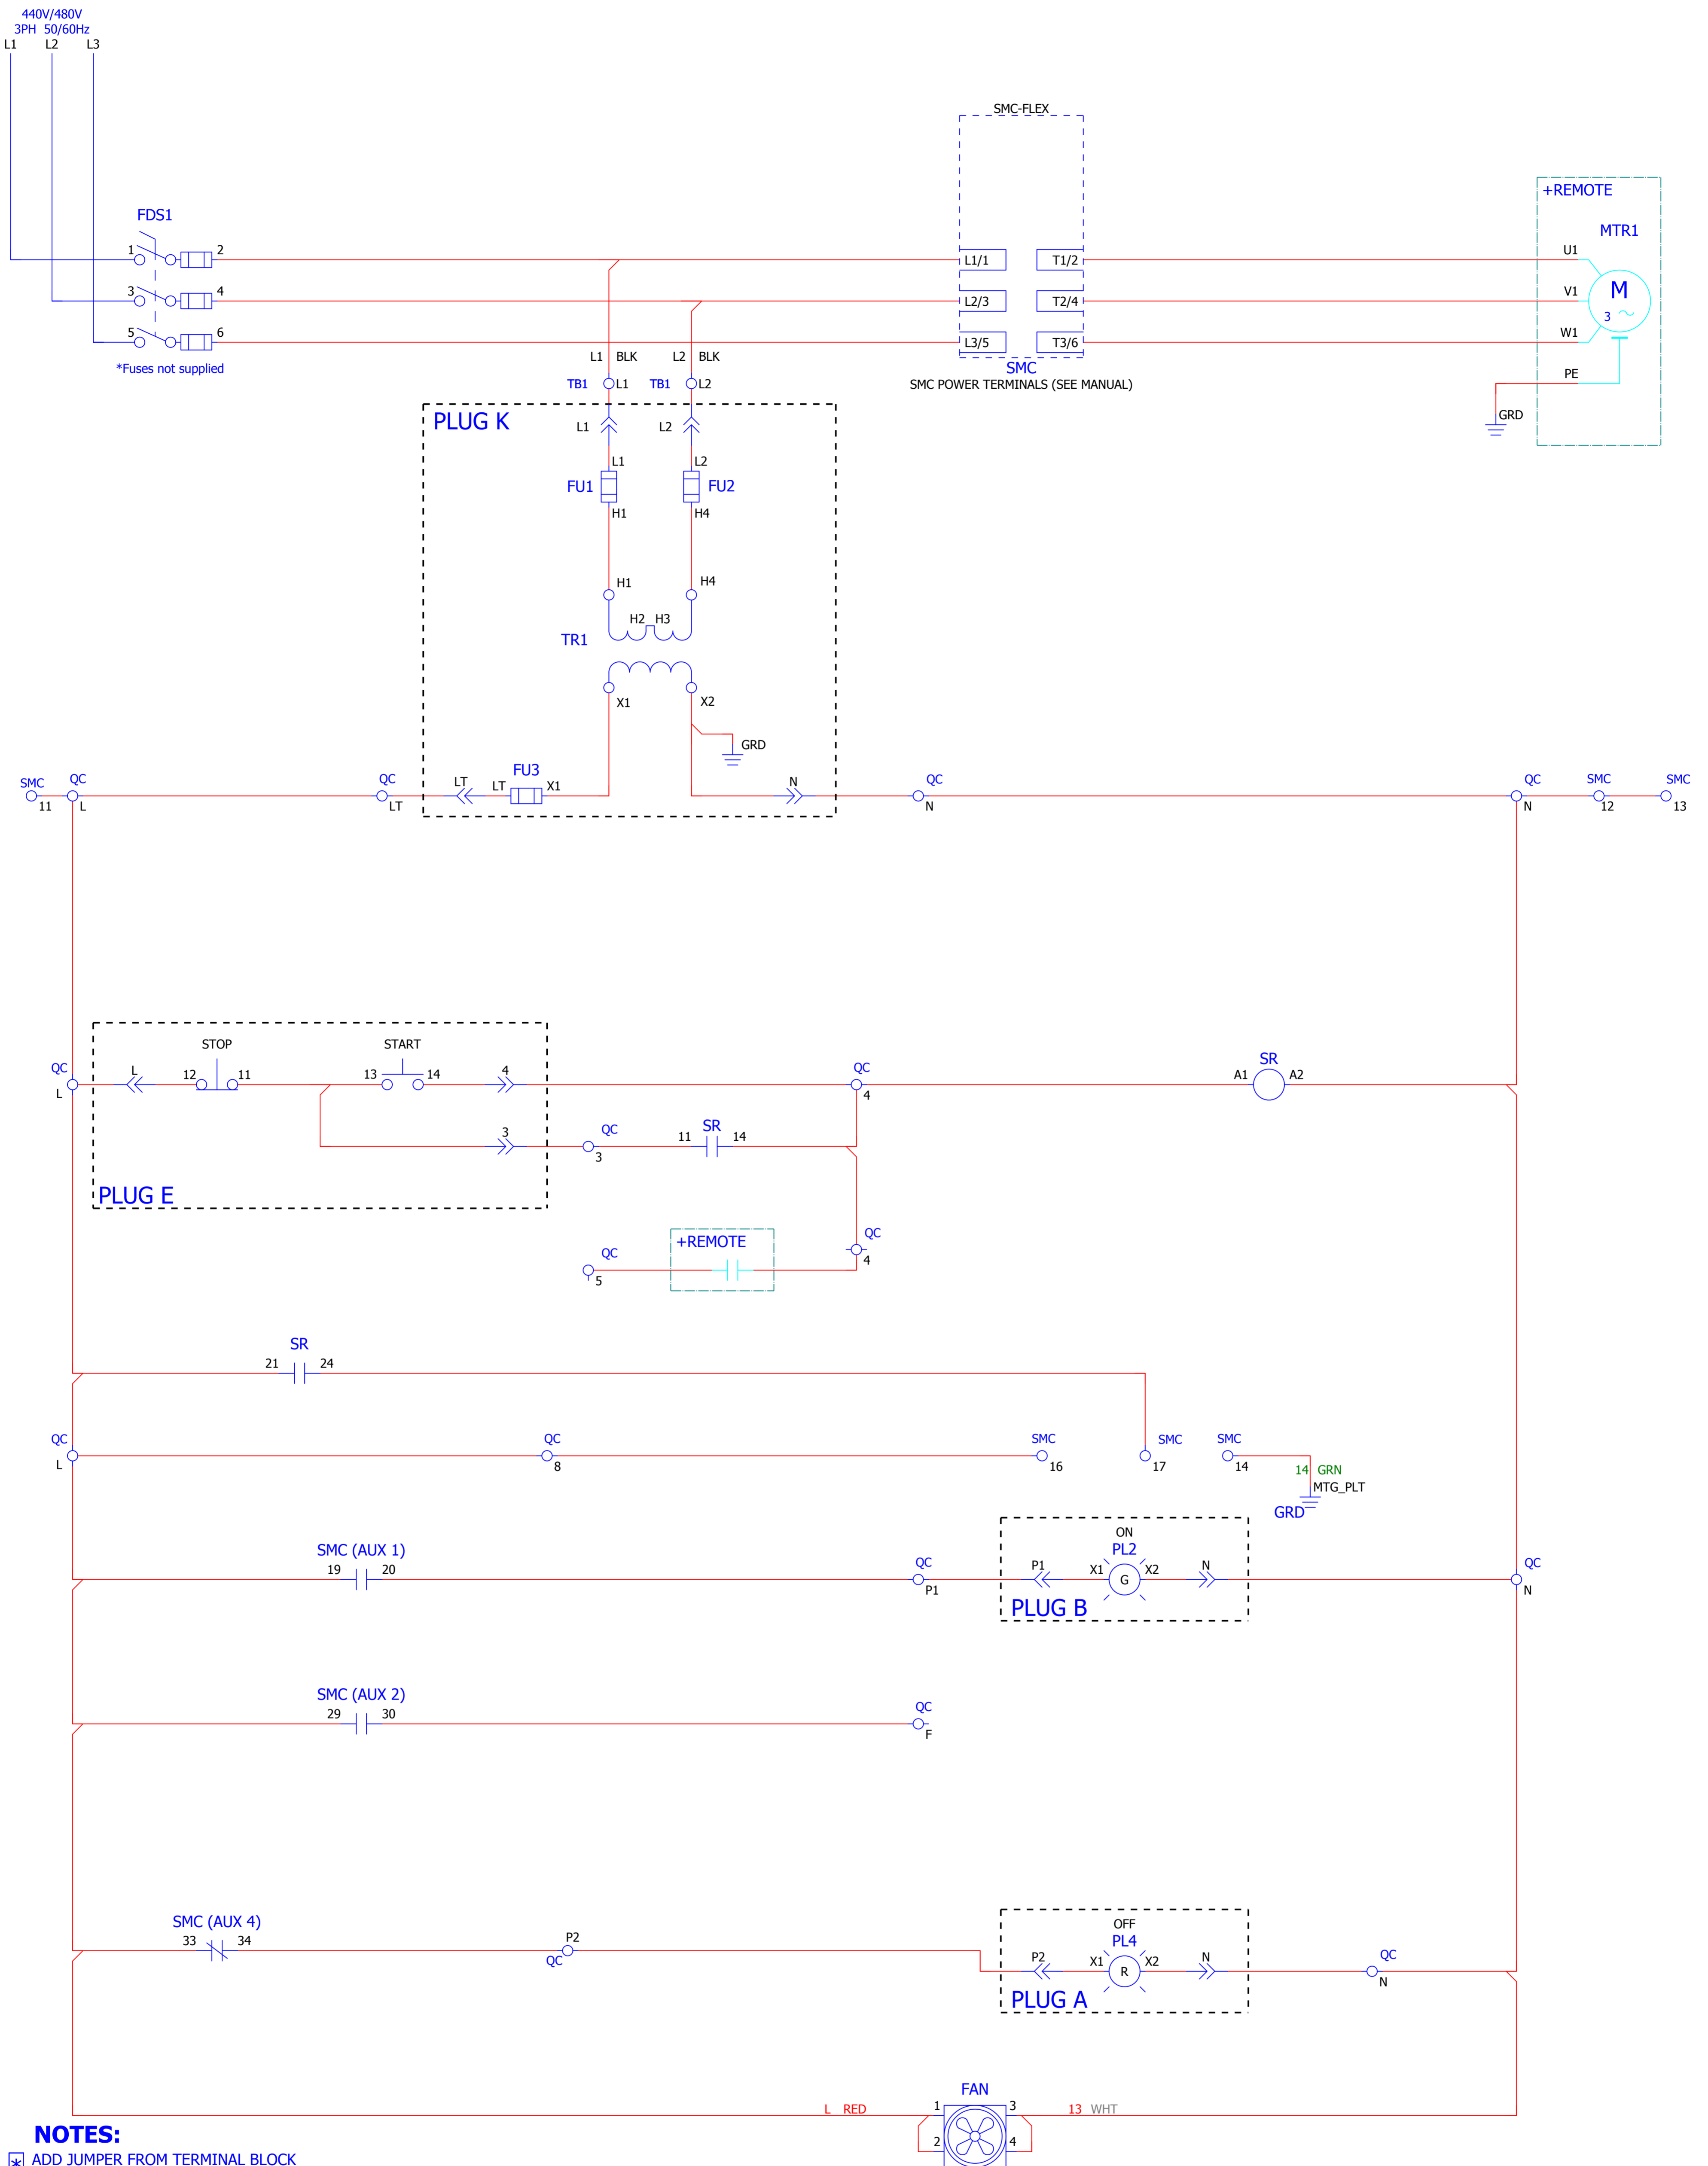 440V/480V
3PH 50/60Hz
L1 L2 L3
SMC-FLEX
+REMOTE
FDS1
MTR1
1 2 L1/1 T1/2 U1
3 4 L2/3 T2/4 V1 M
3
5 6 L3/5 T3/6 W1
*Fuses not supplied
L1 BLK L2 BLK
SMC
SMC POWER TERMINALS (SEE MANUAL)
PE
TB1 L1 TB1 L2
GRD
PLUG K
L1 L2
L1 L2
FU1 FU2
H1 H4
H1 H4
H2 H3
TR1
X1 X2
GRD
SMC QC QC LT LT FU3 X1 N QC QC SMC SMC
11 L LT N N 12 13
STOP START
QC L 12 11 13 14 4 QC SR
A1 A2
L 4
3 QC 11 SR 14
3
PLUG E
+REMOTE
QC QC
5 4
SR
21 24
QC QC SMC SMC SMC
L 8 16 17 14
14 GRN
MTG_PLT
GRD
ON
SMC (AUX 1) PL2
19 20 QC P1 X1 G X2 N QC
P1 N
PLUG B
SMC (AUX 2)
29 30 QC
F
OFF
SMC (AUX 4) PL4
33 34 P2
QC
P2 X1 R X2 N QC
N
PLUG A
FAN
L RED 1 3 13 WHT
2 4
NOTES:
* ADD JUMPER FROM TERMINAL BLOCK